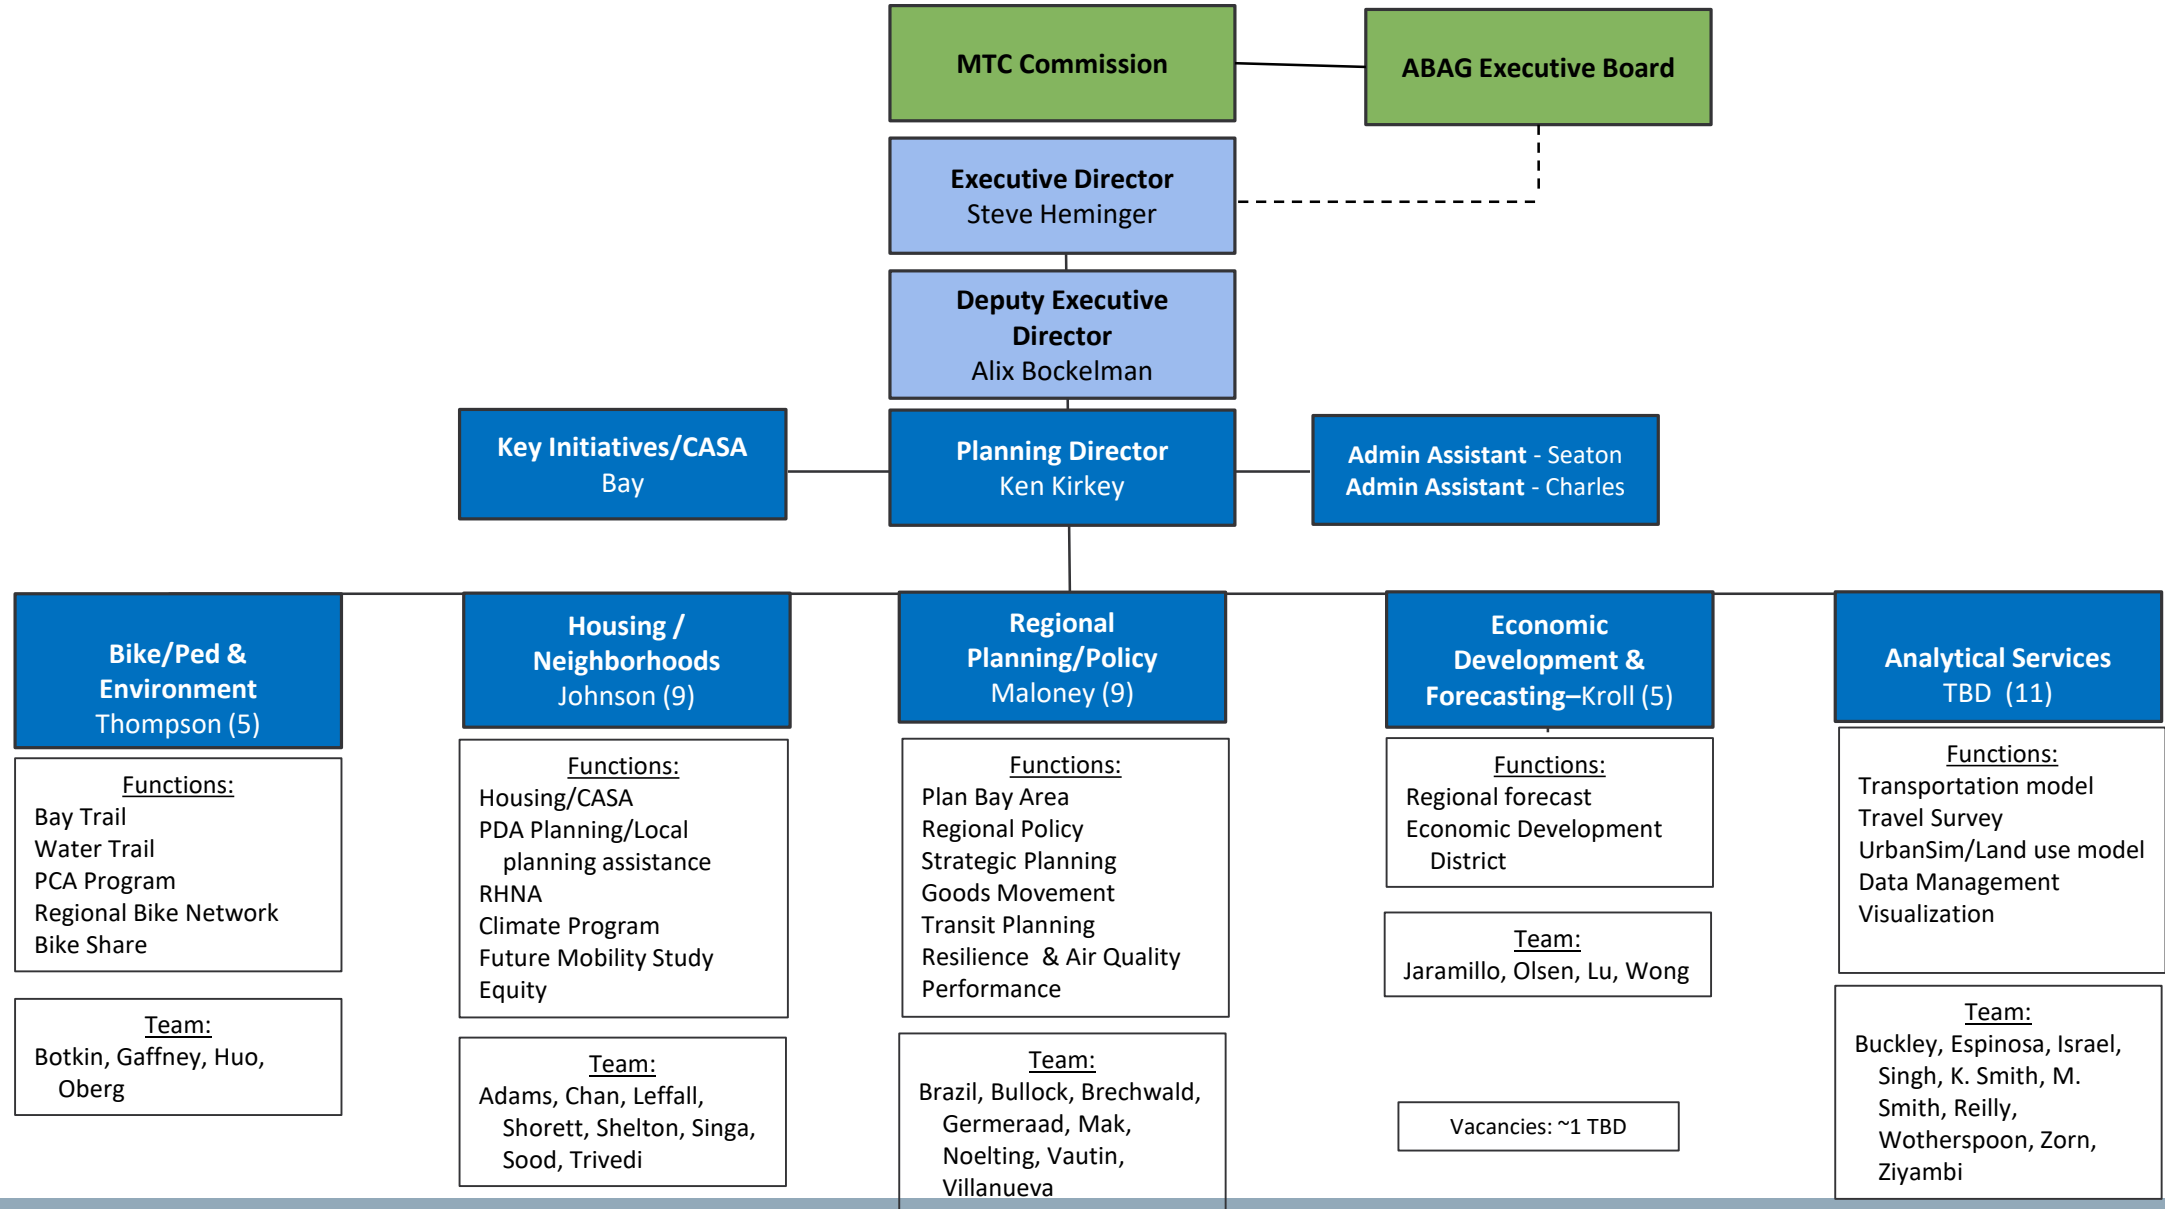 MTC Commission
ABAG Executive Board
Executive Director
Steve Heminger
Deputy Executive
Director
Alix Bockelman
Key Initiatives/CASA
Bay
Planning Director
Ken Kirkey
Admin Assistant - Seaton
Admin Assistant - Charles
Bike/Ped &
Environment
Thompson (5)
Functions:
Bay Trail
Water Trail
PCA Program
Regional Bike Network
Bike Share
Team:
Botkin, Gaffney, Huo,
Oberg
Housing /
Neighborhoods
Johnson (9)
Functions:
Housing/CASA
PDA Planning/Local
planning assistance
RHNA
Climate Program
Future Mobility Study
Equity
Team:
Adams, Chan, Leffall,
Shorett, Shelton, Singa,
Sood, Trivedi
Regional
Planning/Policy
Maloney (9)
Functions:
Plan Bay Area
Regional Policy
Strategic Planning
Goods Movement
Transit Planning
Resilience & Air Quality
Performance
Team:
Brazil, Bullock, Brechwald,
Germeraad, Mak,
Noelting, Vautin,
Villanueva
Economic
Development &
Forecasting–Kroll (5)
Functions:
Regional forecast
Economic Development
District
Team:
Jaramillo, Olsen, Lu, Wong
Vacancies: ~1 TBD
Analytical Services
TBD (11)
Functions:
Transportation model
Travel Survey
UrbanSim/Land use model
Data Management
Visualization
Team:
Buckley, Espinosa, Israel,
Singh, K. Smith, M.
Smith, Reilly,
Wotherspoon, Zorn,
Ziyambi